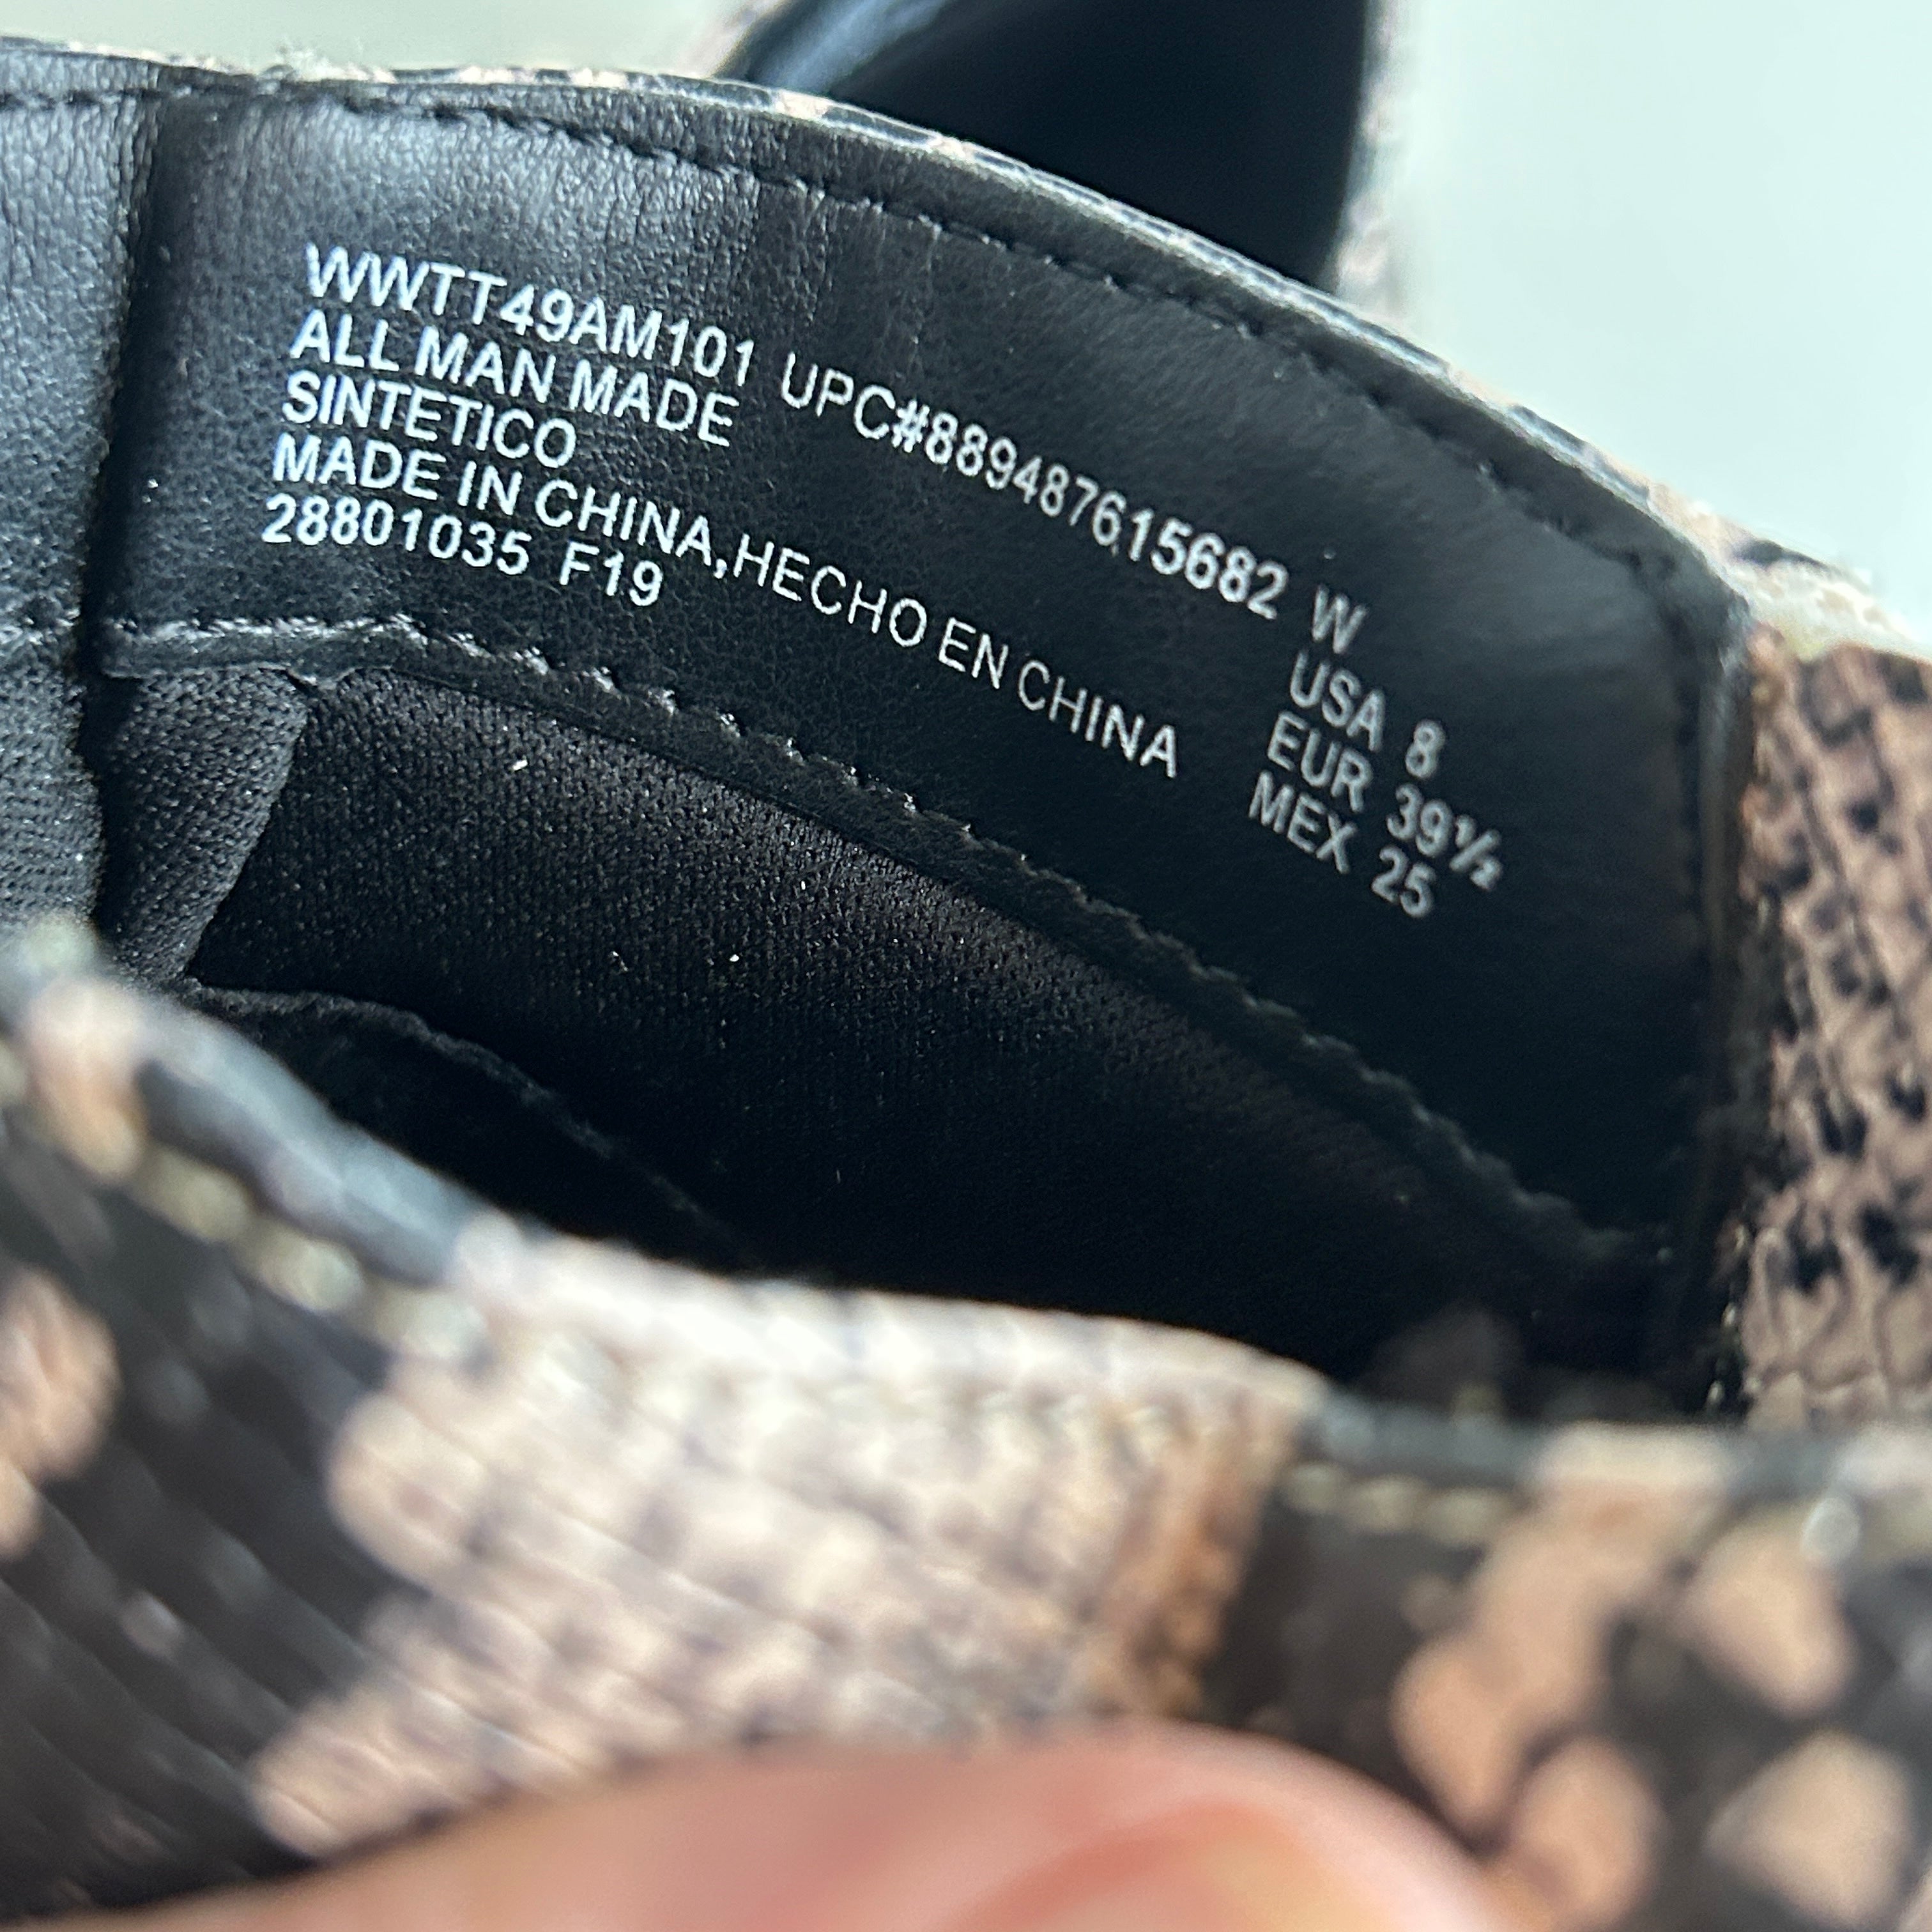 WWTT49AM101 UPC#889487615682 W
ALL MAN MADE
SINTETICO
MADE IN CHINA,HECHO EN CHINA
28801035 F19
USA 8
EUR 39½
MEX 25